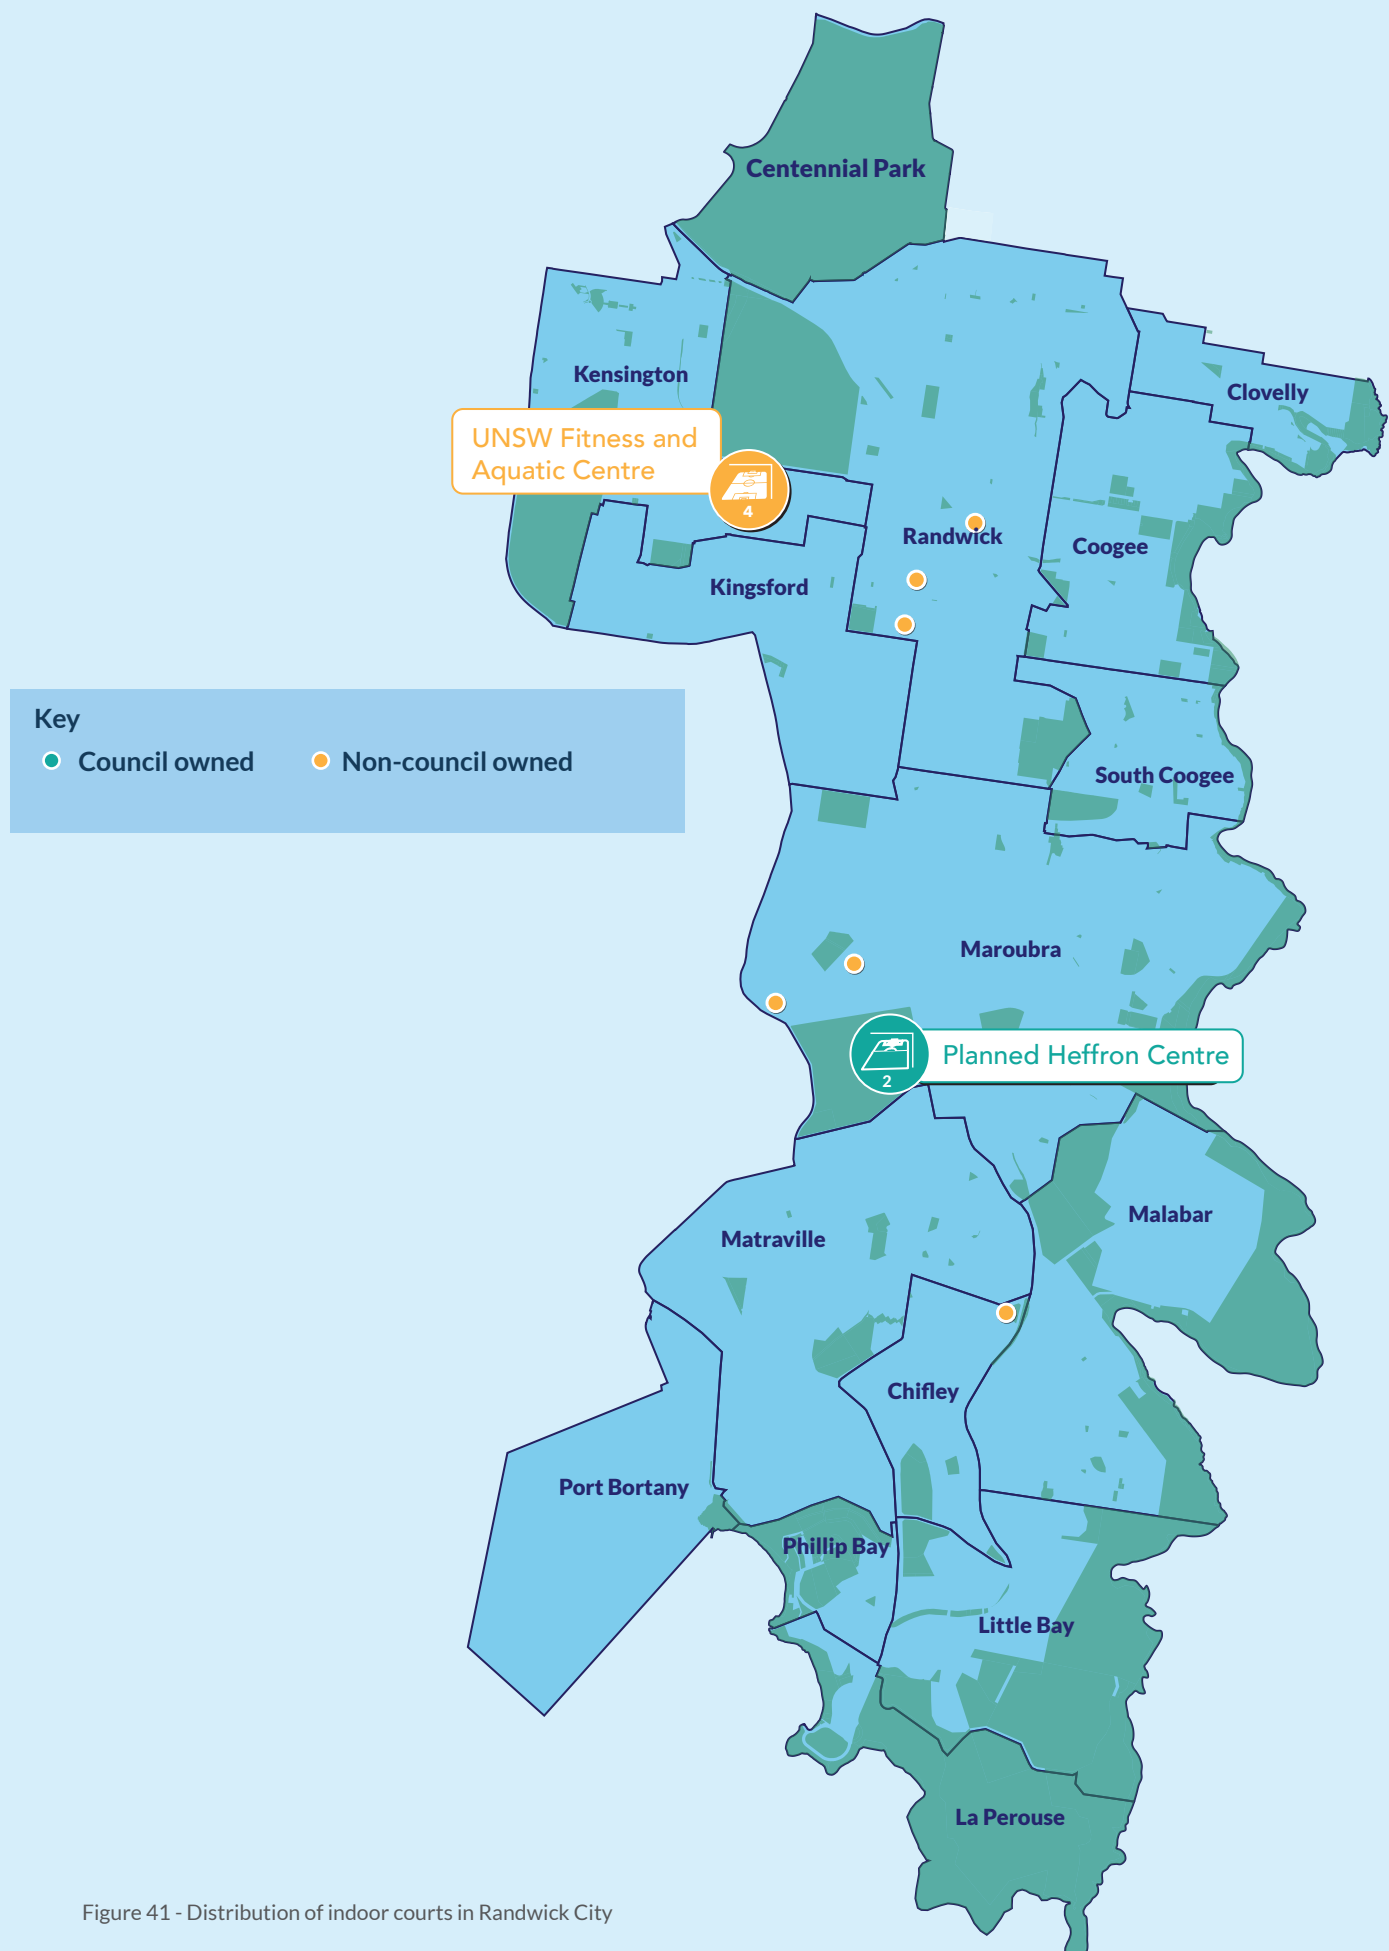 Centennial Park
Kensington
Clovelly
UNSW Fitness and
Aquatic Centre
4
Randwick
Coogee
Kingsford
Key
Council owned
Non-council owned
South Coogee
Maroubra
Planned Heffron Centre
2
Malabar
Matraville
Chifley
Port Bortany
Phillip Bay
Little Bay
La Perouse
Figure 41 - Distribution of indoor courts in Randwick City